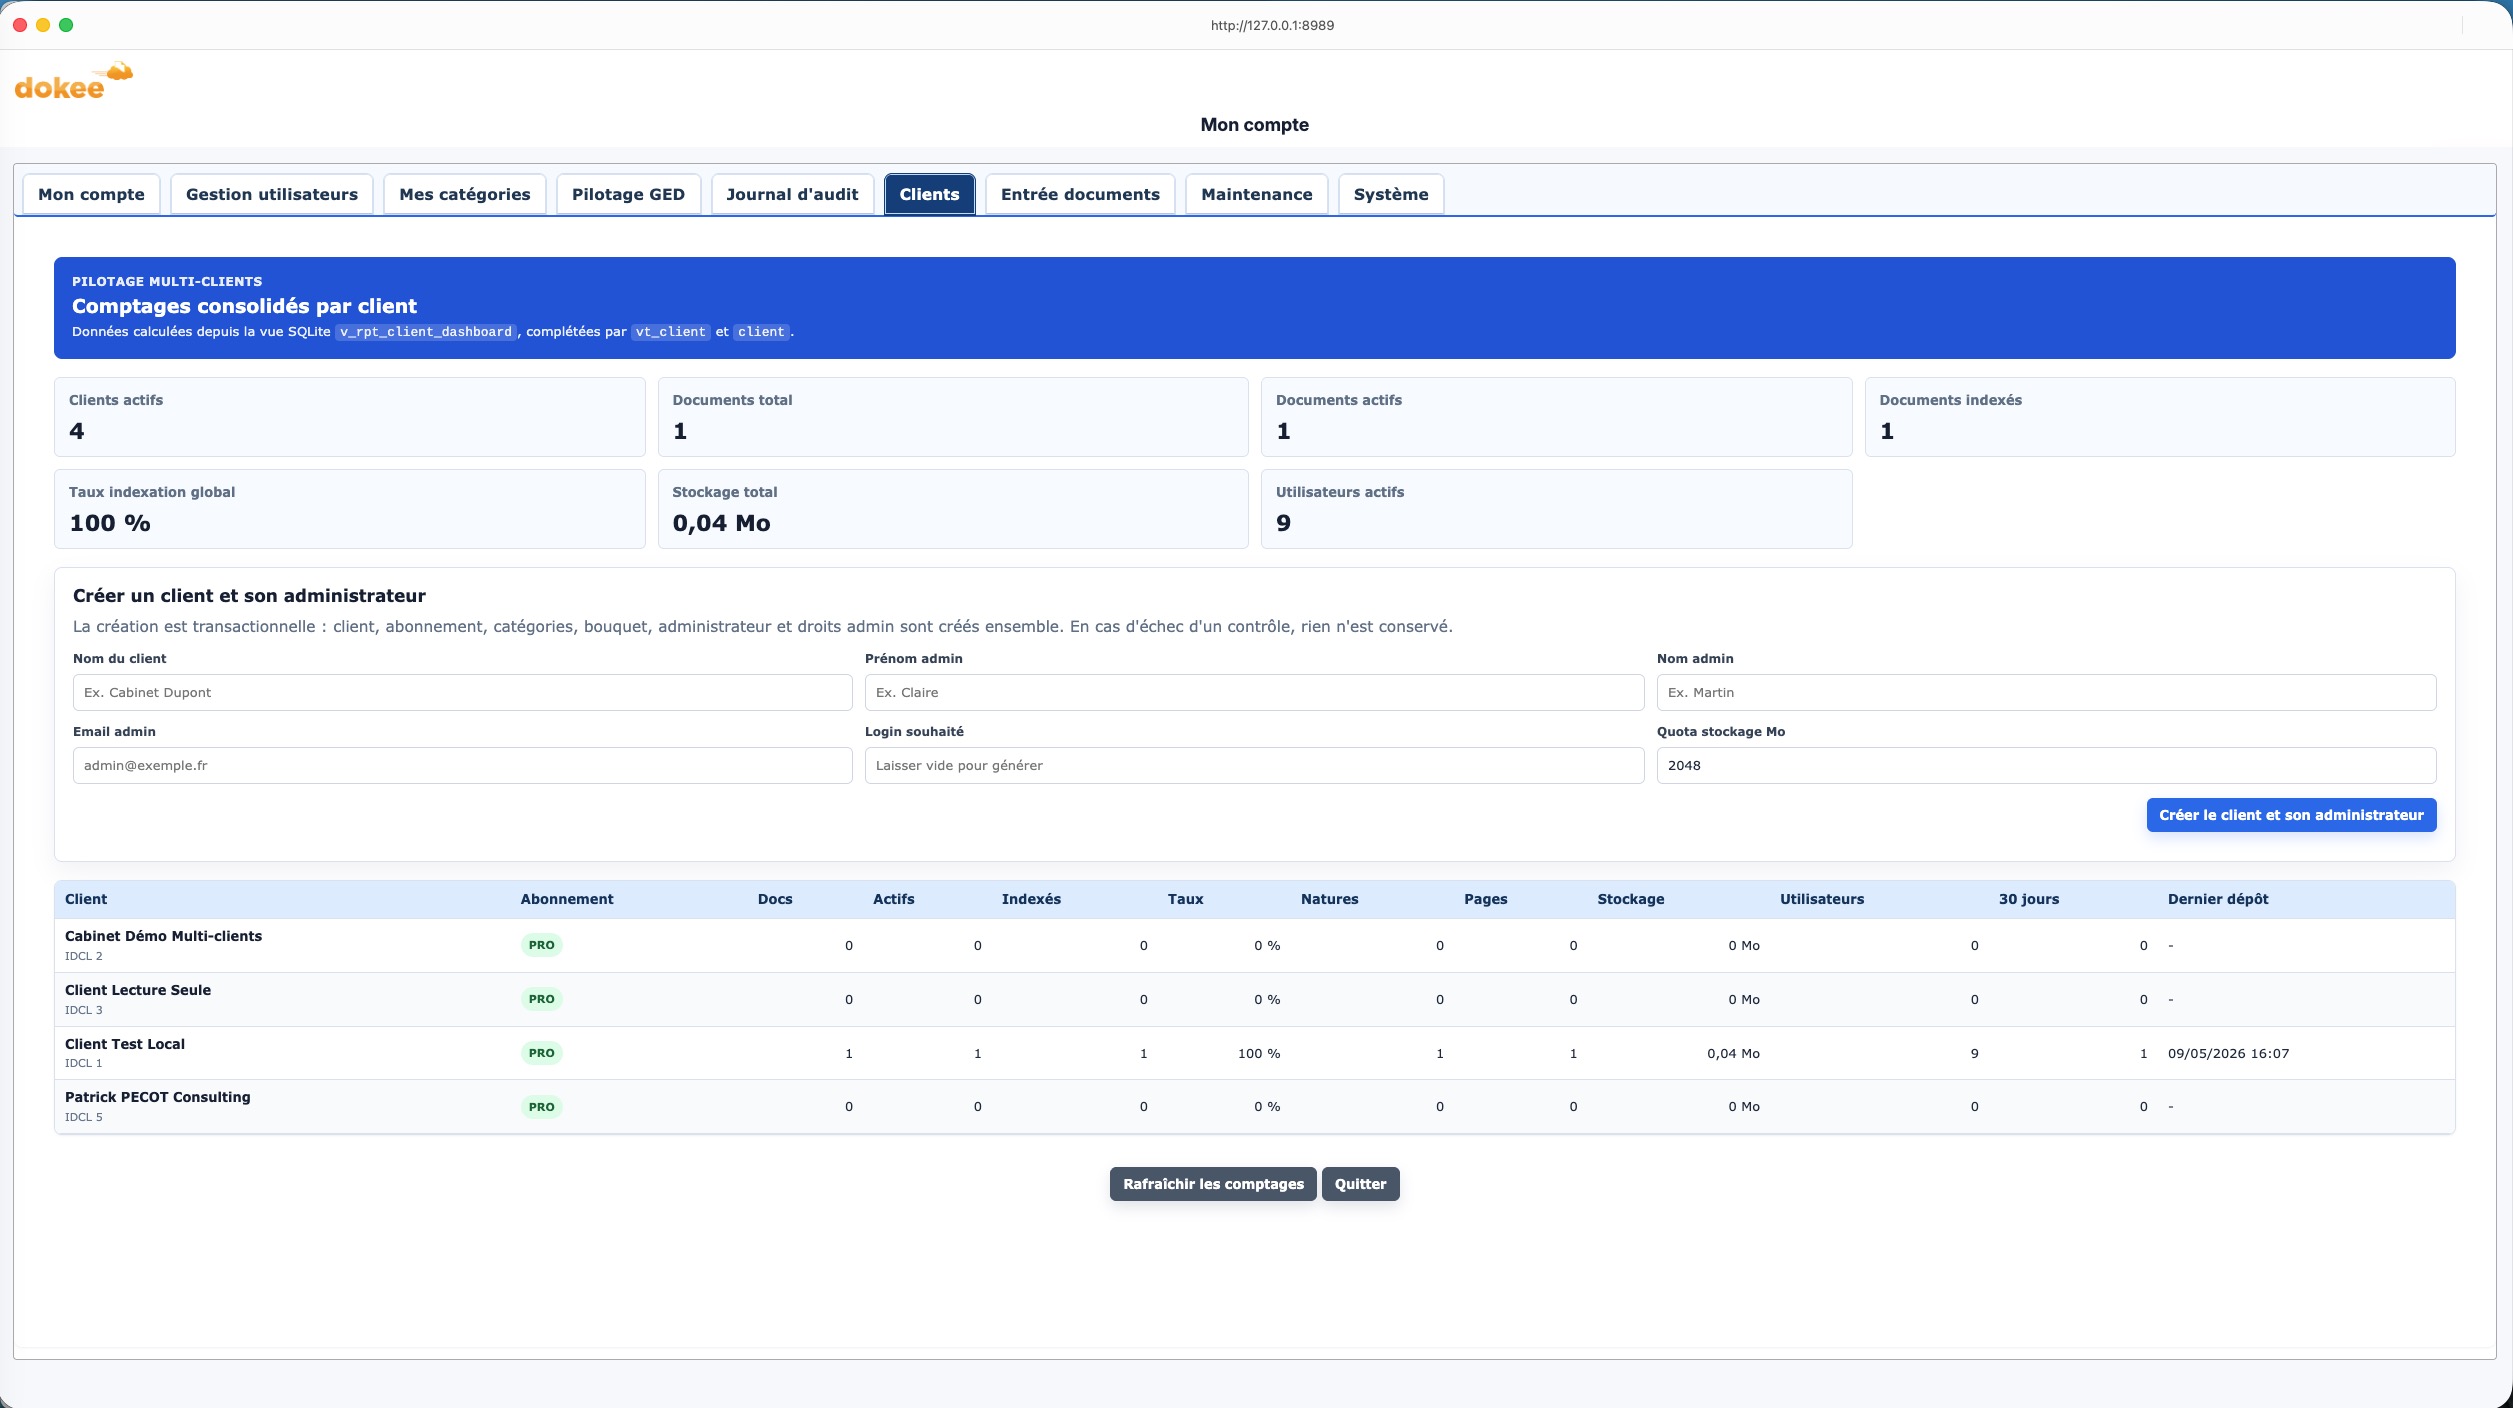 http://127.0.0.1:8989
dokee
Mon compte
Mon compte Gestion utilisateurs Mes catégories Pilotage GED Journal d'audit Clients Entrée documents Maintenance Système
PILOTAGE MULTI-CLIENTS
Comptages consolidés par client
Données calculées depuis la vue SQLite v_rpt_client_dashboard, complétées par vt_client et client.
Clients actifs Documents total Documents actifs Documents indexés
4 1 1 1
Taux indexation global Stockage total Utilisateurs actifs
100 % 0,04 Mo 9
Créer un client et son administrateur
La création est transactionnelle : client, abonnement, catégories, bouquet, administrateur et droits admin sont créés ensemble. En cas d'échec d'un contrôle, rien n'est conservé.
Nom du client Prénom admin Nom admin
Ex. Cabinet Dupont Ex. Claire Ex. Martin
Email admin Login souhaité Quota stockage Mo
admin@exemple.fr Laisser vide pour générer 2048
Créer le client et son administrateur
Client Abonnement Docs Actifs Indexés Taux Natures Pages Stockage Utilisateurs 30 jours Dernier dépôt
Cabinet Démo Multi-clients
IDCL 2 PRO 0 0 0 0 % 0 0 0 Mo 0 0 -
Client Lecture Seule
IDCL 3 PRO 0 0 0 0 % 0 0 0 Mo 0 0 -
Client Test Local
IDCL 1 PRO 1 1 1 100 % 1 1 0,04 Mo 9 1 09/05/2026 16:07
Patrick PECOT Consulting
IDCL 5 PRO 0 0 0 0 % 0 0 0 Mo 0 0 -
Rafraîchir les comptages Quitter